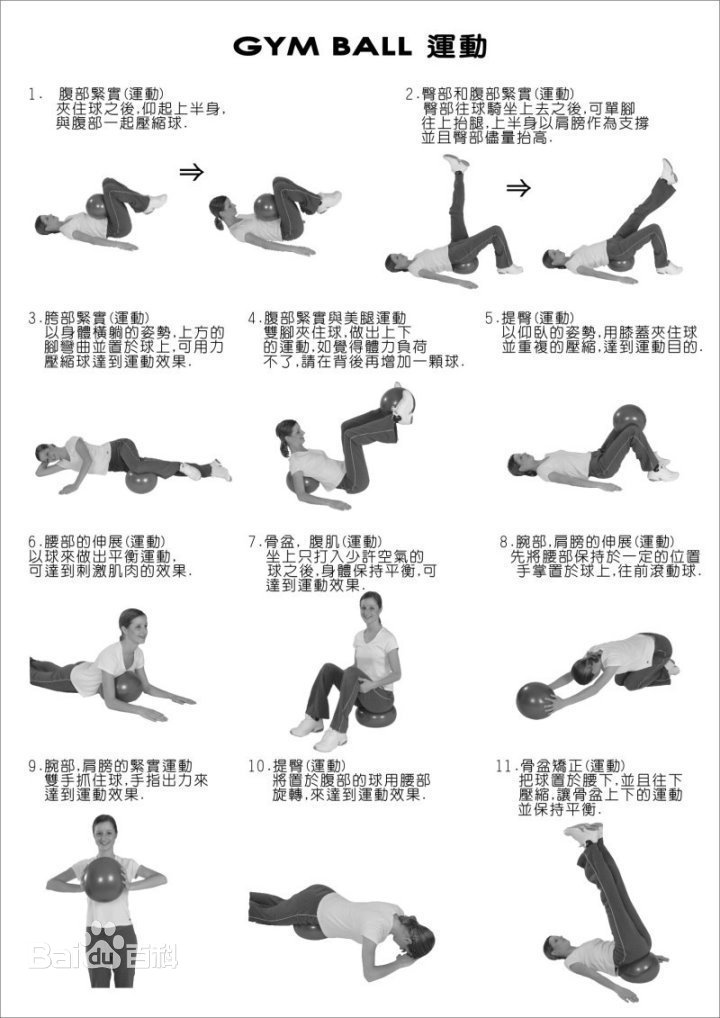 GYM BALL 運動
1. 腹部緊實(運動)
夾住球之後,仰起上半身,
與腹部一起壓縮球.
2.臀部和腹部緊實(運動)
臀部往球騎坐上去之後,可單腳
往上抬腿,上半身以肩膀作為支撐
並且臀部儘量抬高.
3.胯部緊實(運動)
以身體橫躺的姿勢,上方的
腳彎曲並置於球上,可用力
壓縮球達到運動效果.
4.腹部緊實與美腿運動
雙腳夾住球,做出上下
的運動,如覺得體力負荷
不了,請在背後再增加一顆球.
5.提臀(運動)
以仰臥的姿勢,用膝蓋夾住球
並重複的壓縮,達到運動目的.
6.腰部的伸展(運動)
以球來做出平衡運動,
可達到刺激肌肉的效果.
7.骨盆, 腹肌(運動)
坐上只打入少許空氣的
球之後,身體保持平衡,可
達到運動效果.
8.腕部,肩膀的伸展(運動)
先將腰部保持於一定的位置
手掌置於球上,往前滾動球.
9.腕部,肩膀的緊實運動
雙手抓住球,手指出力來
達到運動效果.
10.提臀(運動)
將置於腹部的球用腰部
旋轉,來達到運動效果.
11.骨盆矯正(運動)
把球置於腰下,並且往下
壓縮,讓骨盆上下的運動
並保持平衡.
Baidu百科